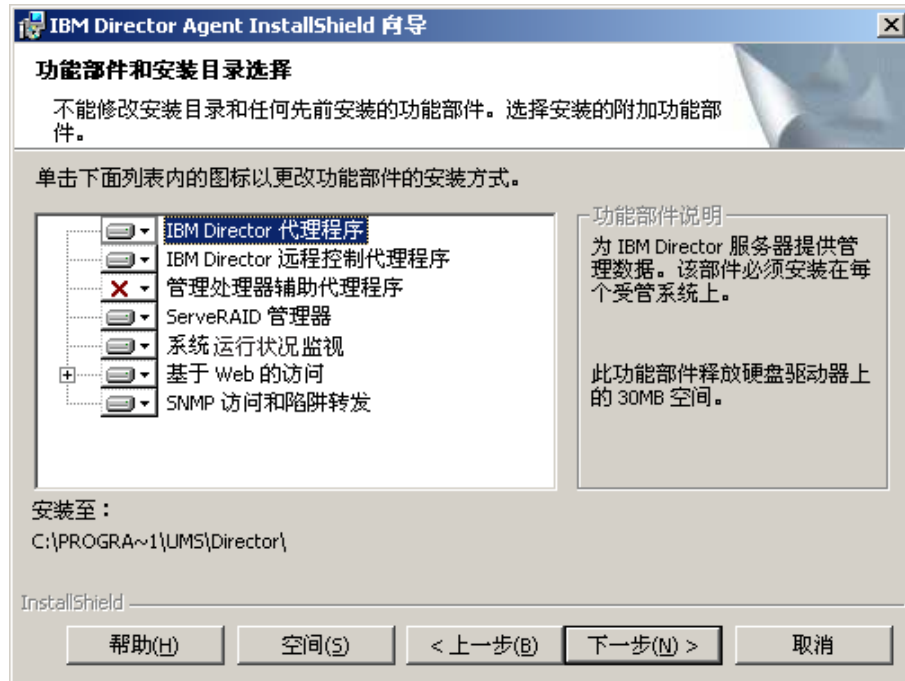 IBM Director Agent InstallShield 向导
功能部件和安装目录选择
不能修改安装目录和任何先前安装的功能部件。选择安装的附加功能部
件。
单击下面列表内的图标以更改功能部件的安装方式。
IBM Director 代理程序
IBM Director 远程控制代理程序
管理处理器辅助代理程序
ServeRAID 管理器
系统运行状况监视
基于 Web 的访问
SNMP 访问和陷阱转发
功能部件说明
为 IBM Director 服务器提供管
理数据。该部件必须安装在每
个受管系统上。
此功能部件释放硬盘驱动器上
的 30MB 空间。
安装至：
C:\PROGRA~1\UMS\Director\
InstallShield
帮助(H) 空间(S) < 上一步(B) 下一步(N) > 取消